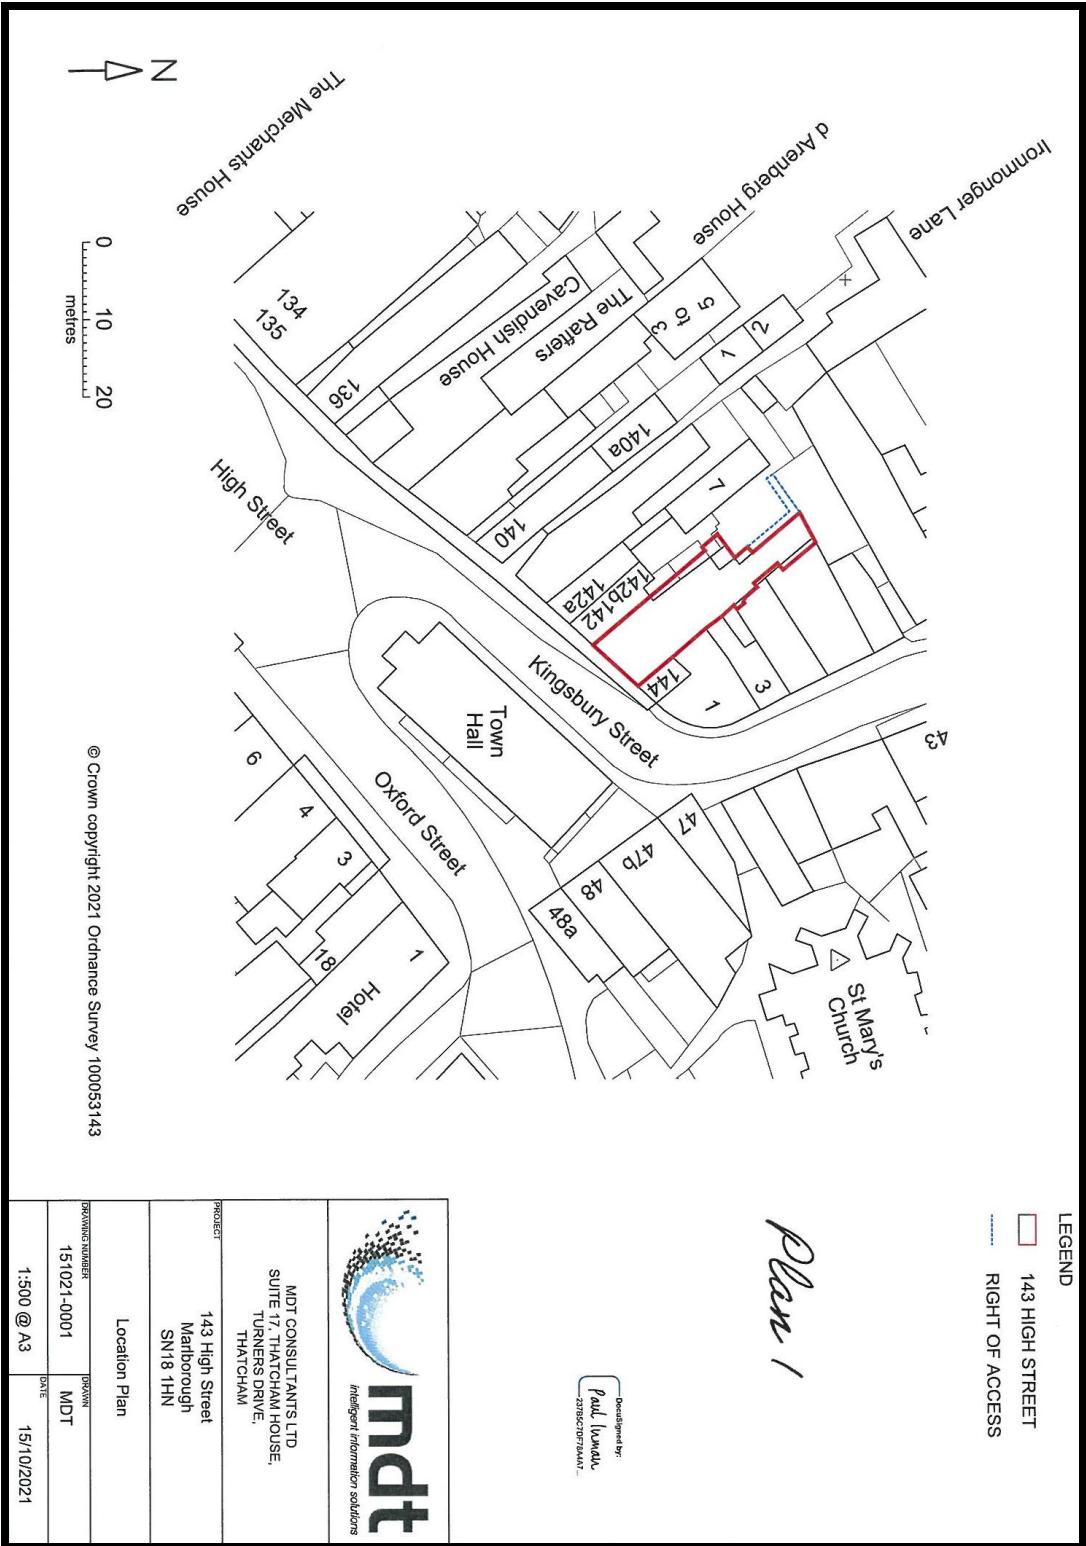 N
The Merchants House
d Arenberg House
Ironmonger Lane
0 10 20
metres
134
135
136
Cavendish House
The Rafters
3
to
5
1
2
140a
140
7
142a
142b
142
144
1
3
43
High Street
Kingsbury Street
Town
Hall
Oxford Street
6
4
3
18
1
Hotel
47
47b
48
48a
St Mary's
Church
© Crown copyright 2021 Ordnance Survey 100053143
LEGEND
143 HIGH STREET
RIGHT OF ACCESS
Plan 1
DocuSigned by:
Paul Inman
mdt
intelligent information solutions
MDT CONSULTANTS LTD
SUITE 17, THATCHAM HOUSE,
TURNERS DRIVE,
THATCHAM
PROJECT
143 High Street
Marlborough
SN18 1HN
Location Plan
DRAWING NUMBER
151021-0001
DRAWN
MDT
1:500 @ A3
DATE
15/10/2021